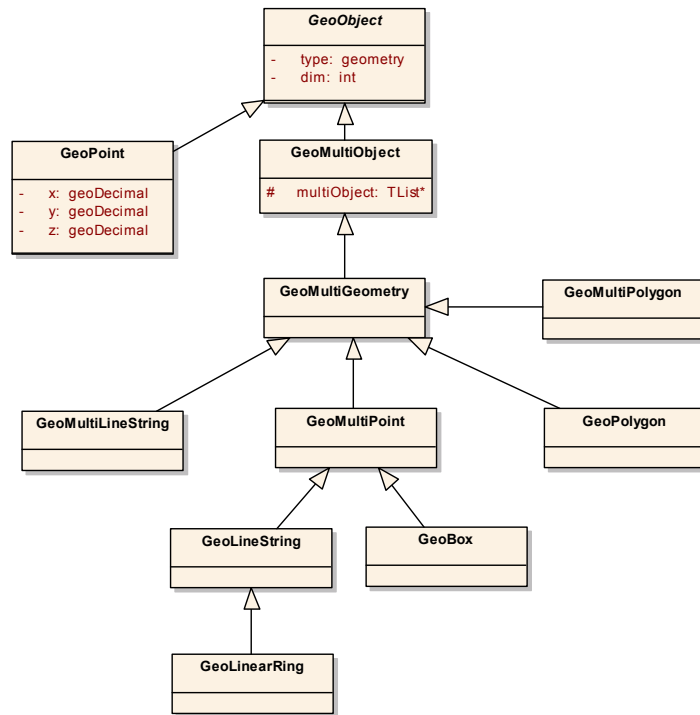 GeoObject
- type: geometry
- dim: int
GeoPoint
- x: geoDecimal
- y: geoDecimal
- z: geoDecimal
GeoMultiObject
# multiObject: TList*
GeoMultiGeometry
GeoMultiPolygon
GeoMultiLineString
GeoMultiPoint
GeoPolygon
GeoLineString
GeoBox
GeoLinearRing